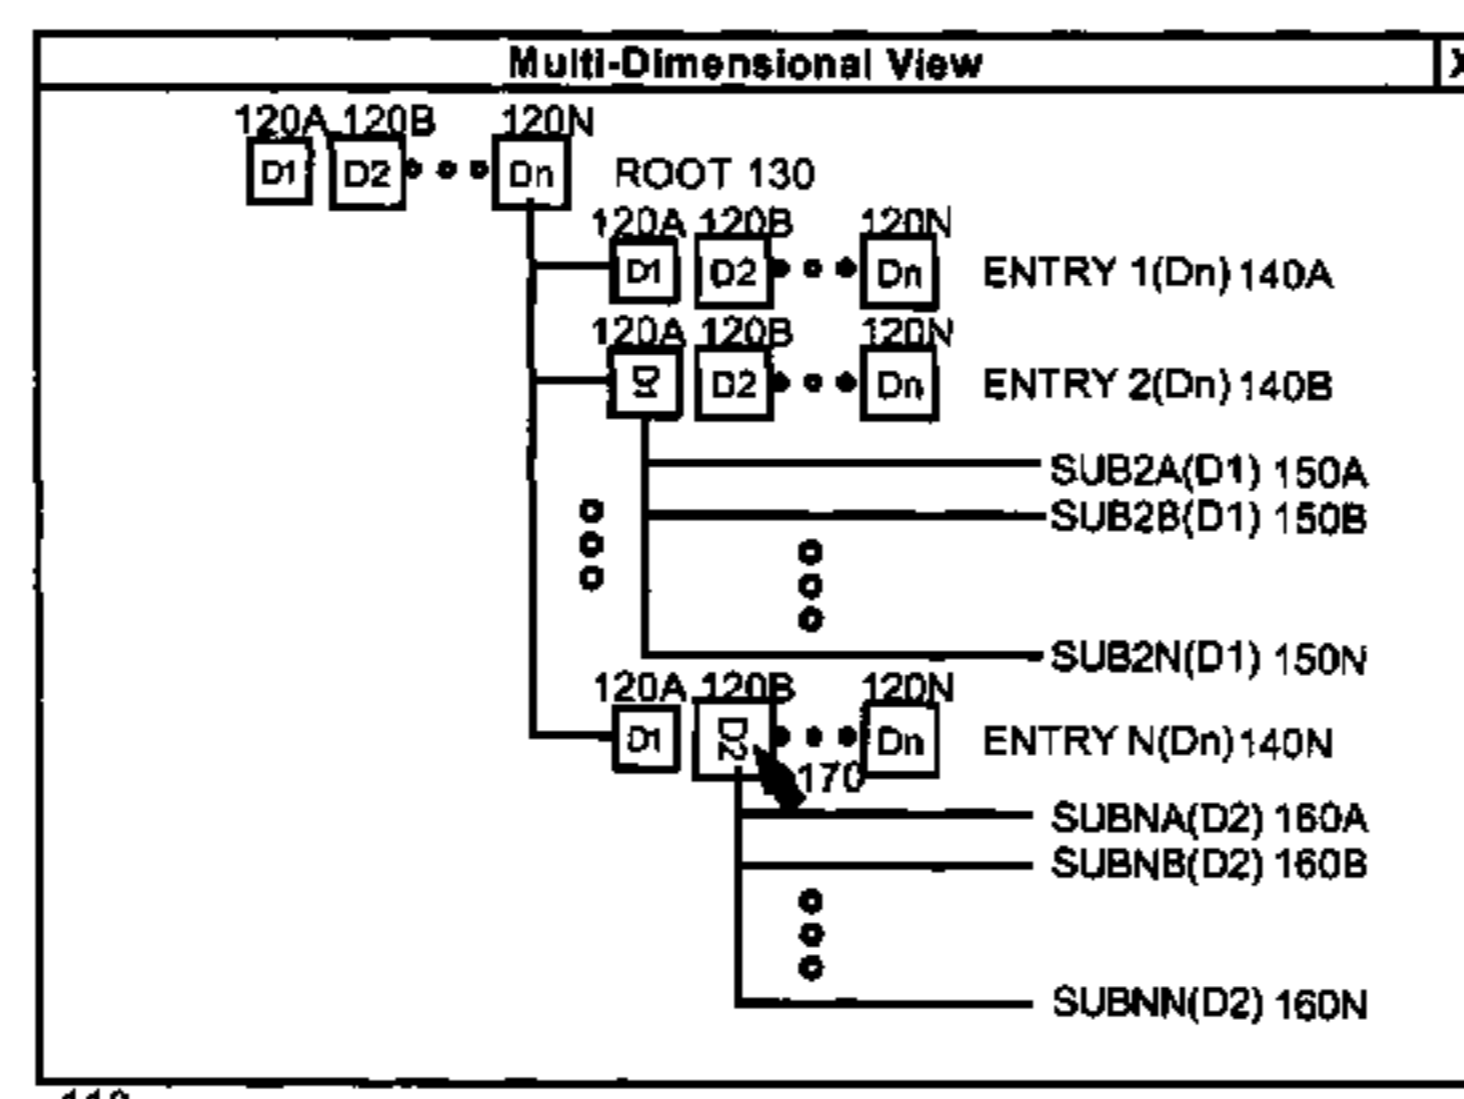 Multi-Dimensional View X
120A 120B 120N
D1 D2 Dn ROOT 130
120A 120B 120N
D1 D2 Dn ENTRY 1(Dn) 140A
120A 120B 120N
D1 D2 Dn ENTRY 2(Dn) 140B
SUB2A(D1) 150A
SUB2B(D1) 150B
SUB2N(D1) 150N
120A 120B 120N
D1 D2 Dn ENTRY N(Dn) 140N
170
SUBNA(D2) 160A
SUBNB(D2) 160B
SUBNN(D2) 160N